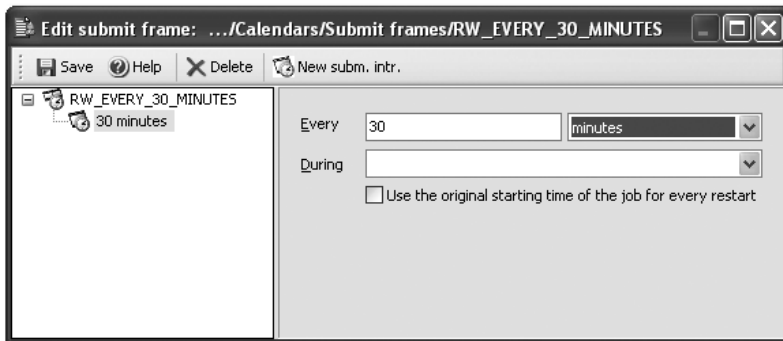 Edit submit frame: .../Calendars/Submit frames/RW_EVERY_30_MINUTES
Save Help Delete New subm. intr.
RW_EVERY_30_MINUTES
30 minutes
Every 30 minutes
During
Use the original starting time of the job for every restart